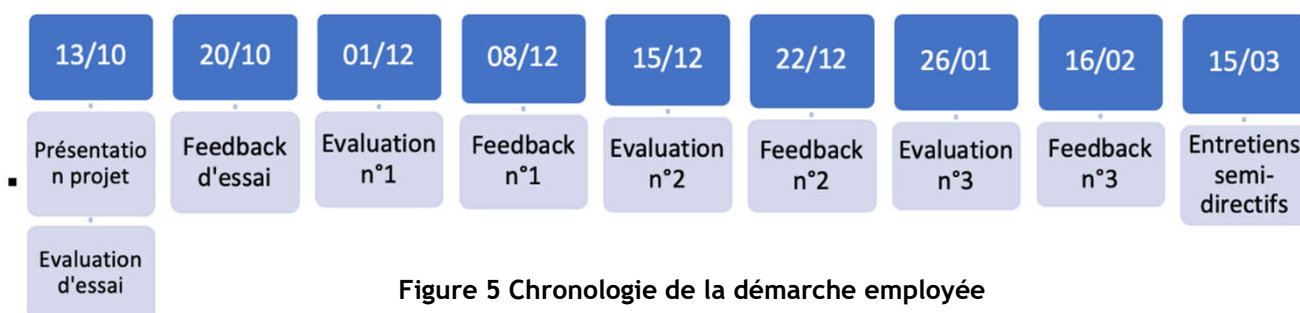 13/10
Présentatio
n projet
Evaluation
d'essai
20/10
Feedback
d'essai
01/12
Evaluation
n°1
08/12
Feedback
n°1
15/12
Evaluation
n°2
22/12
Feedback
n°2
26/01
Evaluation
n°3
16/02
Feedback
n°3
15/03
Entretiens
semi-
directifs
Figure 5 Chronologie de la démarche employée